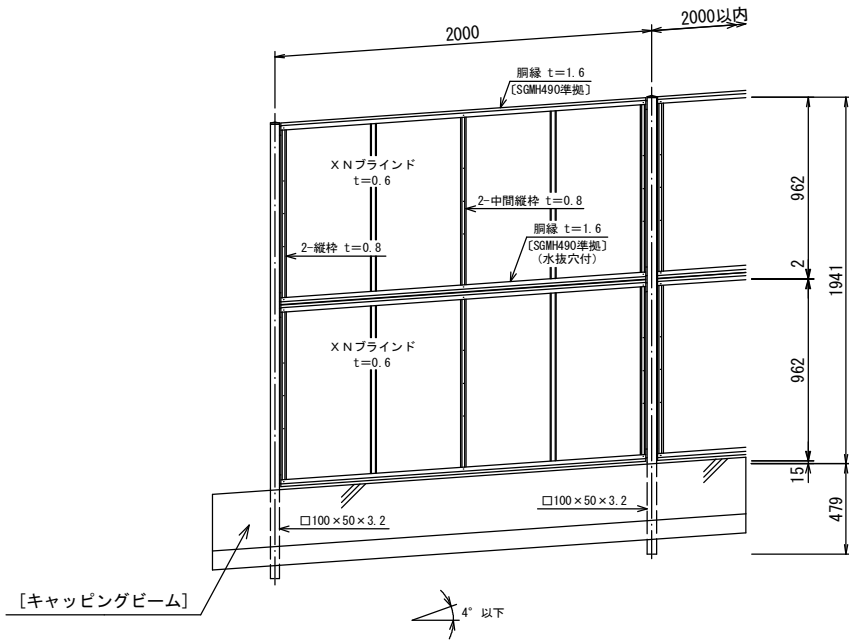 2000
2000以内
胴縁 t=1.6
〔SGMH490準拠〕
XNブラインド
t=0.6
2-中間縦枠 t=0.8
胴縁 t=1.6
〔SGMH490準拠〕
(水抜穴付)
2-縦枠 t=0.8
XNブラインド
t=0.6
962
2
1941
962
15
479
□100×50×3.2
□100×50×3.2
[キャッピングビーム]
4° 以下